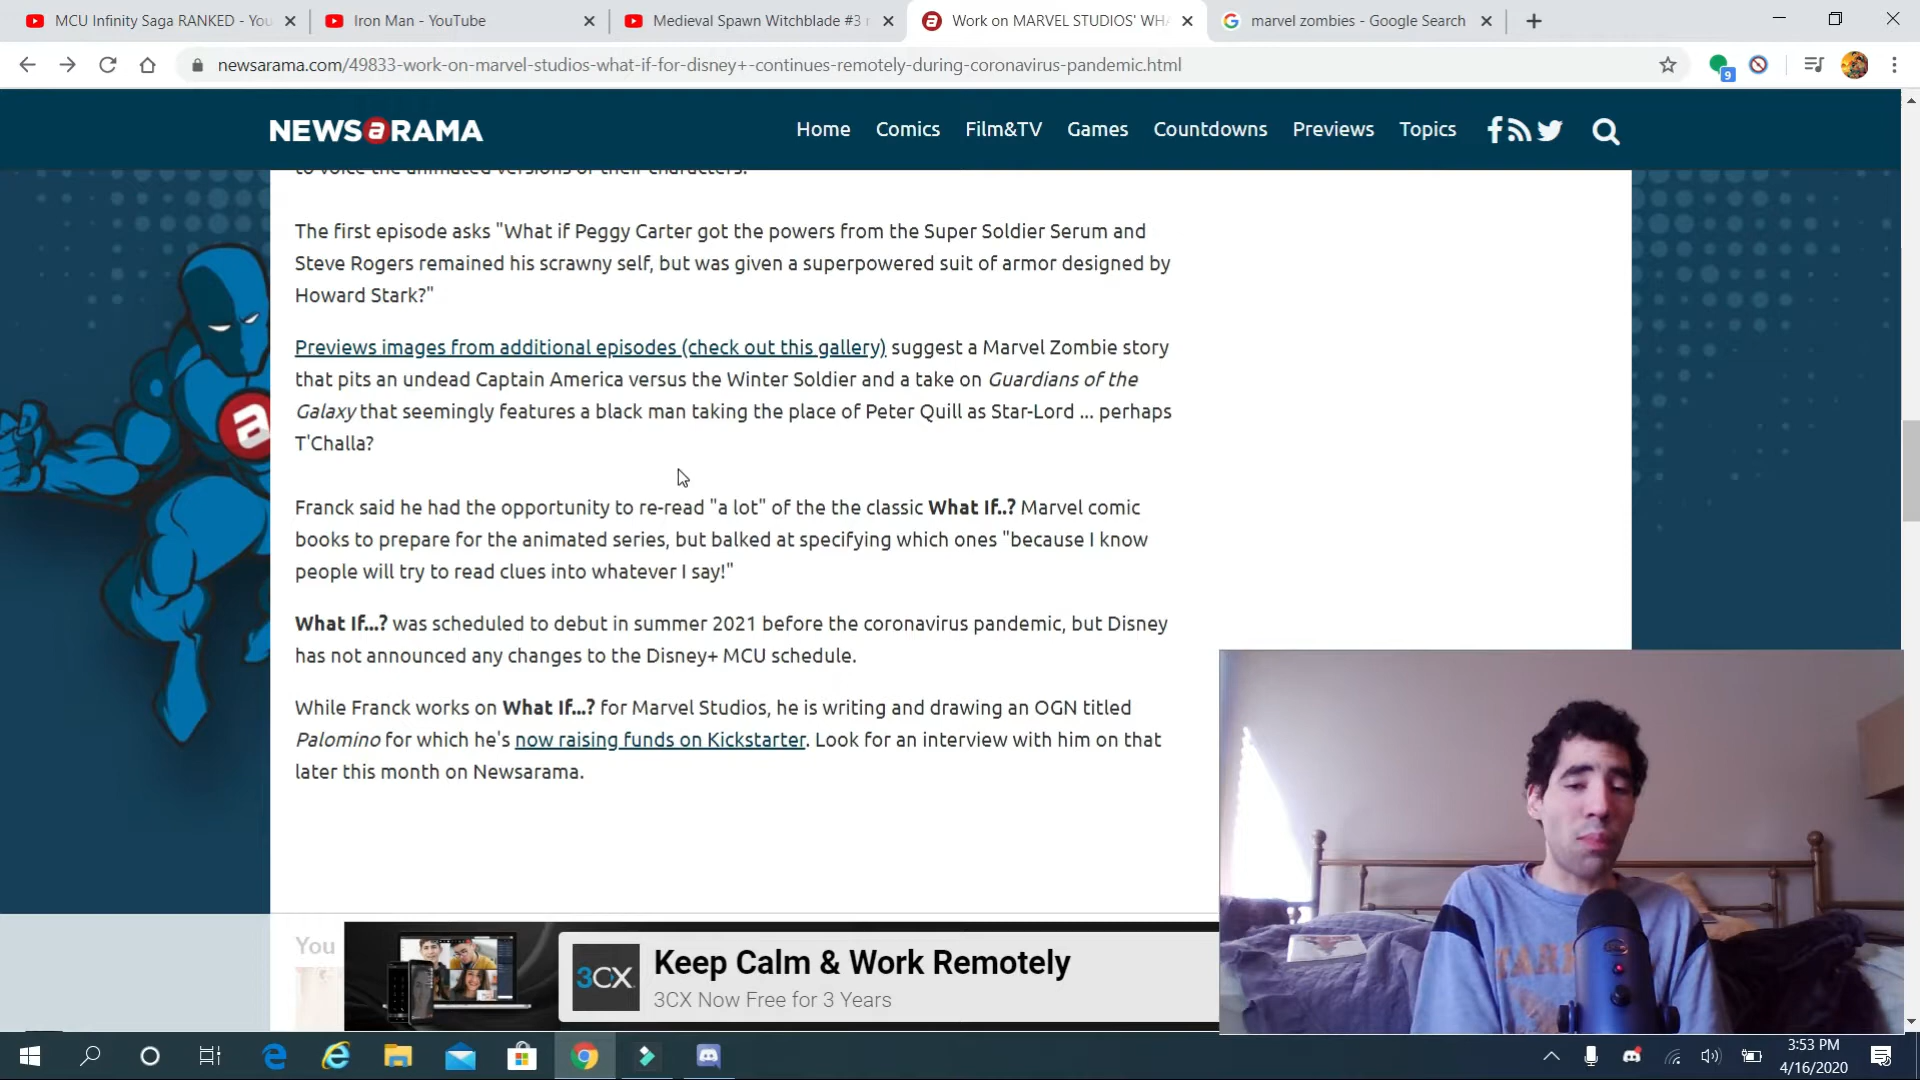 MCU Infinity Saga RANKED - You
Iron Man - YouTube
Medieval Spawn Witchblade #3 r
Work on MARVEL STUDIOS' WHA
marvel zombies - Google Search
newsarama.com/49833-work-on-marvel-studios-what-if-for-disney+-continues-remotely-during-coronavirus-pandemic.html
9
NEWSaRAMA
Home Comics Film&TV Games Countdowns Previews Topics
to voice the animated versions of their characters.
The first episode asks "What if Peggy Carter got the powers from the Super Soldier Serum and
Steve Rogers remained his scrawny self, but was given a superpowered suit of armor designed by
Howard Stark?"
Previews images from additional episodes (check out this gallery) suggest a Marvel Zombie story
that pits an undead Captain America versus the Winter Soldier and a take on Guardians of the
Galaxy that seemingly features a black man taking the place of Peter Quill as Star-Lord ... perhaps
T'Challa?
Franck said he had the opportunity to re-read "a lot" of the the classic What If..? Marvel comic
books to prepare for the animated series, but balked at specifying which ones "because I know
people will try to read clues into whatever I say!"
What If...? was scheduled to debut in summer 2021 before the coronavirus pandemic, but Disney
has not announced any changes to the Disney+ MCU schedule.
While Franck works on What If...? for Marvel Studios, he is writing and drawing an OGN titled
Palomino for which he's now raising funds on Kickstarter. Look for an interview with him on that
later this month on Newsarama.
You
3CX
Keep Calm & Work Remotely
3CX Now Free for 3 Years
3:53 PM
4/16/2020